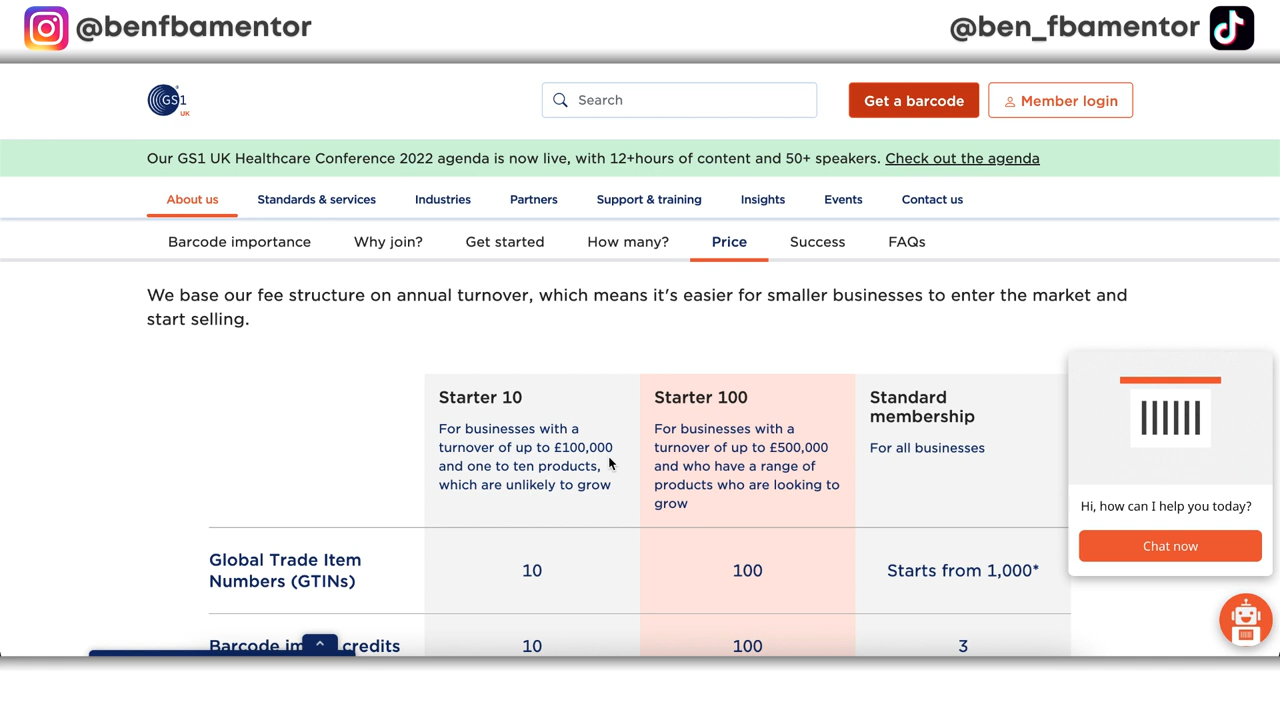 @benfbamentor
@ben_fbamentor
GS1
UK
Search
Get a barcode
Member login
Our GS1 UK Healthcare Conference 2022 agenda is now live, with 12+hours of content and 50+ speakers. Check out the agenda
About us
Standards & services
Industries
Partners
Support & training
Insights
Events
Contact us
Barcode importance
Why join?
Get started
How many?
Price
Success
FAQs
We base our fee structure on annual turnover, which means it's easier for smaller businesses to enter the market and
start selling.
Starter 10
For businesses with a
turnover of up to £100,000
and one to ten products,
which are unlikely to grow
Starter 100
For businesses with a
turnover of up to £500,000
and who have a range of
products who are looking to
grow
Standard
membership
For all businesses
Hi, how can I help you today?
Chat now
Global Trade Item
Numbers (GTINs)
10
100
Starts from 1,000*
Barcode im credits
10
100
3